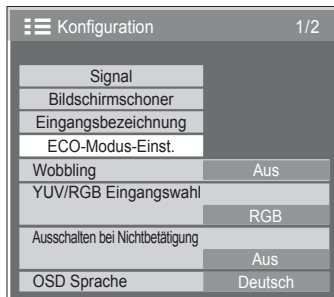 Konfiguration 1/2
Signal
Bildschirmschoner
Eingangsbezeichnung
ECO-Modus-Einst.
Wobbling Aus
YUV/RGB Eingangswahl
RGB
Ausschalten bei Nichtbetätigung
Aus
OSD Sprache Deutsch